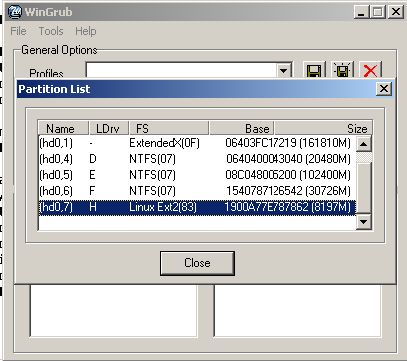 WinGrub
File Tools Help
General Options
Profiles
Partition List
Name LDrv FS Base Size
(hd0,1) - ExtendedX(0F) 06403FC17219 (161810M)
(hd0,4) D NTFS(07) 064040043040 (20480M)
(hd0,5) E NTFS(07) 08C048005200 (102400M)
(hd0,6) F NTFS(07) 1540787126542 (30726M)
(hd0,7) H Linux Ext2(83) 1900A77E787862 (8197M)
Close